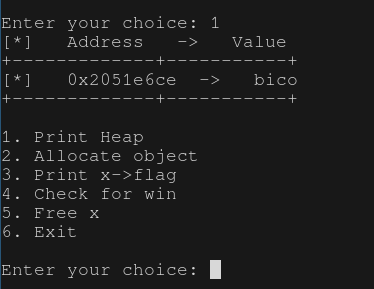 Enter your choice: 1
[*]   Address   ->   Value
+-------------+-----------+
[*]   0x2051e6ce  ->   bico
+-------------+-----------+
1. Print Heap
2. Allocate object
3. Print x->flag
4. Check for win
5. Free x
6. Exit
Enter your choice: